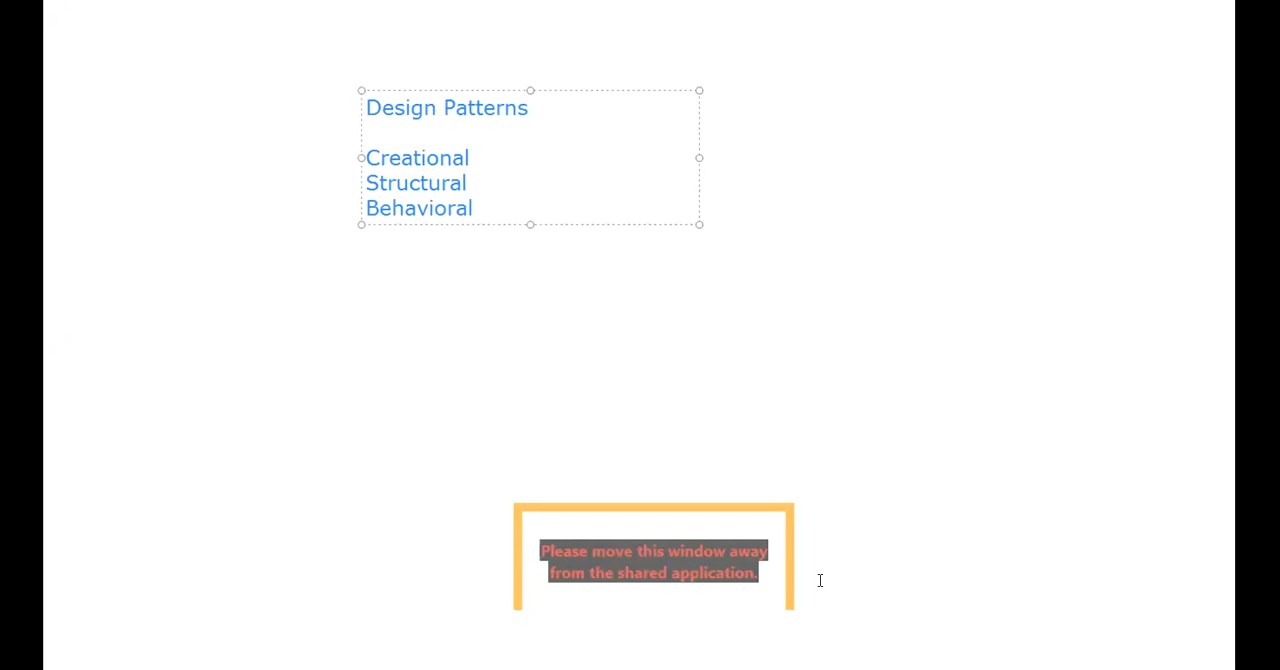 Design Patterns
Creational
Structural
Behavioral
Please move this window away
from the shared application.